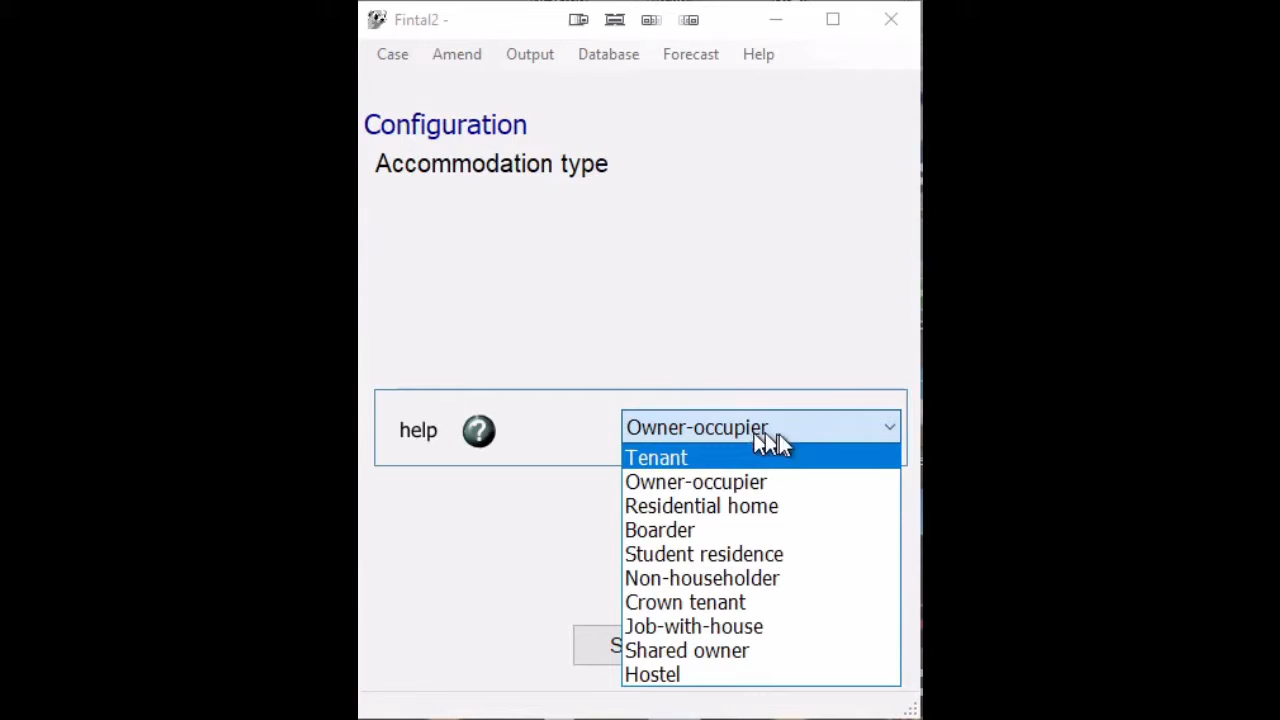 Fintal2 -
Case Amend Output Database Forecast Help
Configuration
Accommodation type
help ? Owner-occupier
Tenant
Owner-occupier
Residential home
Boarder
Student residence
Non-householder
Crown tenant
Job-with-house
S
Shared owner
Hostel